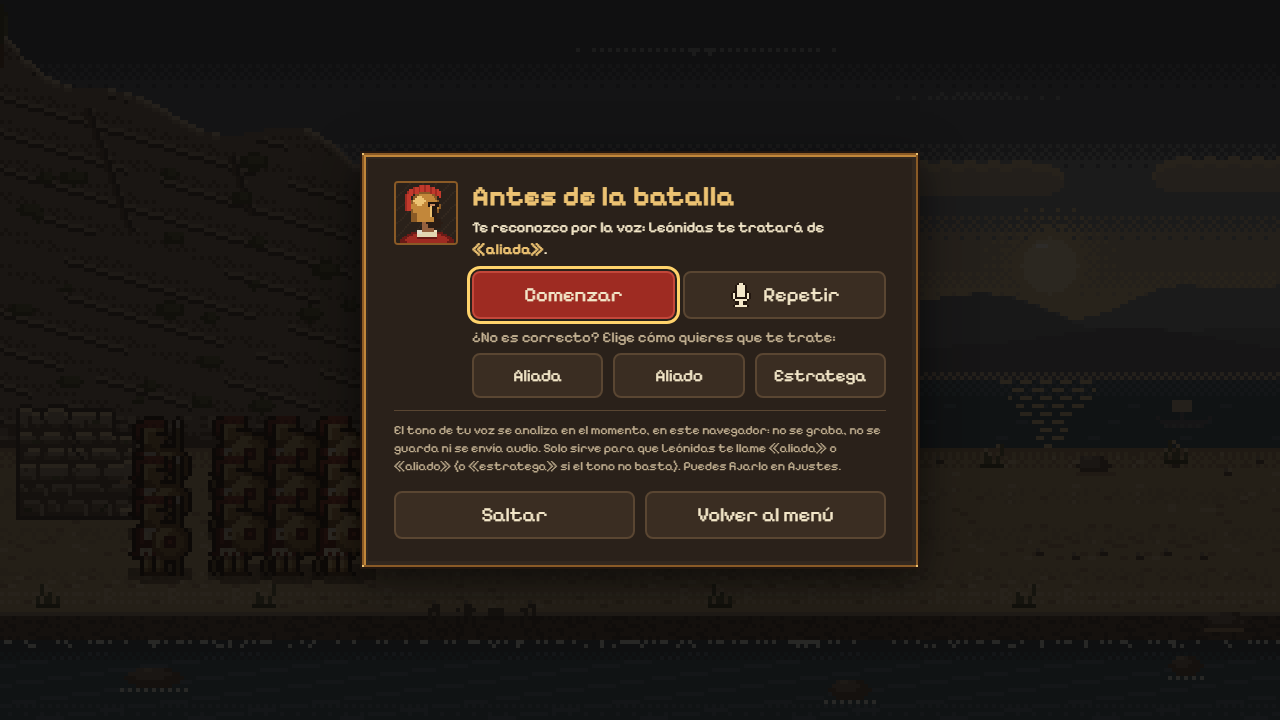 Antes de la batalla
Te reconozco por la voz: Leónidas te tratará de
«aliada».
Comenzar
Repetir
¿No es correcto? Elige cómo quieres que te trate:
Aliada
Aliado
Estratega
El tono de tu voz se analiza en el momento, en este navegador: no se graba, no se
guarda ni se envía audio. Solo sirve para que Leónidas te llame «aliada» o
«aliado» (o «estratega» si el tono no basta). Puedes fijarlo en Ajustes.
Saltar
Volver al menú